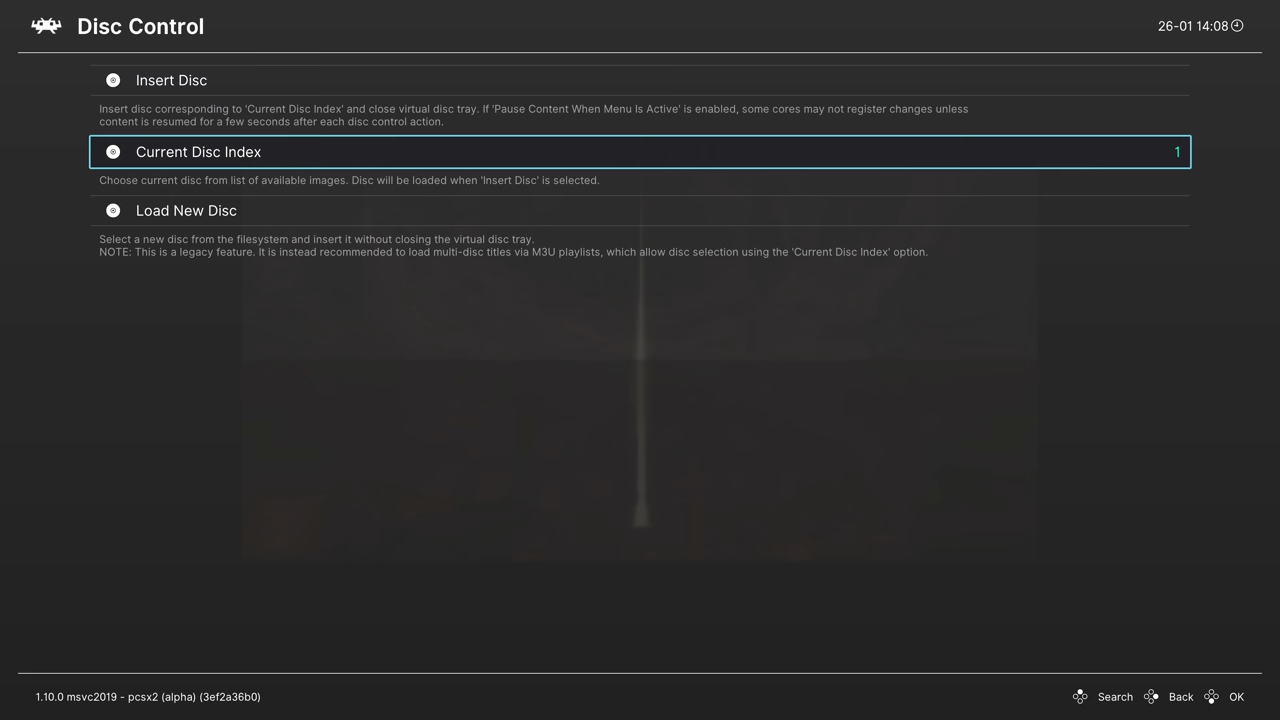 Disc Control
26-01 14:08
Insert Disc
Insert disc corresponding to 'Current Disc Index' and close virtual disc tray. If 'Pause Content When Menu Is Active' is enabled, some cores may not register changes unless
content is resumed for a few seconds after each disc control action.
Current Disc Index 1
Choose current disc from list of available images. Disc will be loaded when 'Insert Disc' is selected.
Load New Disc
Select a new disc from the filesystem and insert it without closing the virtual disc tray.
NOTE: This is a legacy feature. It is instead recommended to load multi-disc titles via M3U playlists, which allow disc selection using the 'Current Disc Index' option.
1.10.0 msvc2019 - pcsx2 (alpha) (3ef2a36b0)
Search Back OK